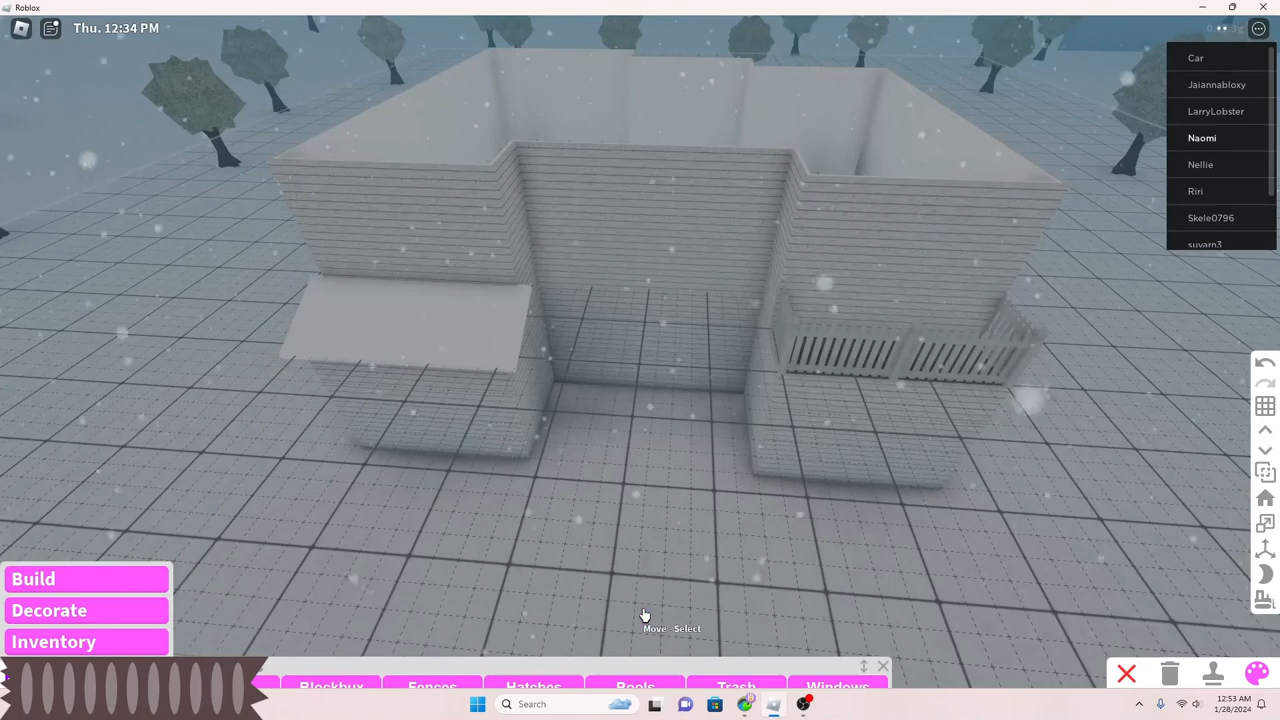 Roblox
Thu. 12:34 PM
Car
Jaiannabloxy
LarryLobster
Naomi
Nellie
Riri
Skele0796
suvarn3
Build
Decorate
Inventory
Move - Select
Blockbux
Fences
Hatches
Pools
Trash
Windows
Search
12:53 AM
1/28/2024